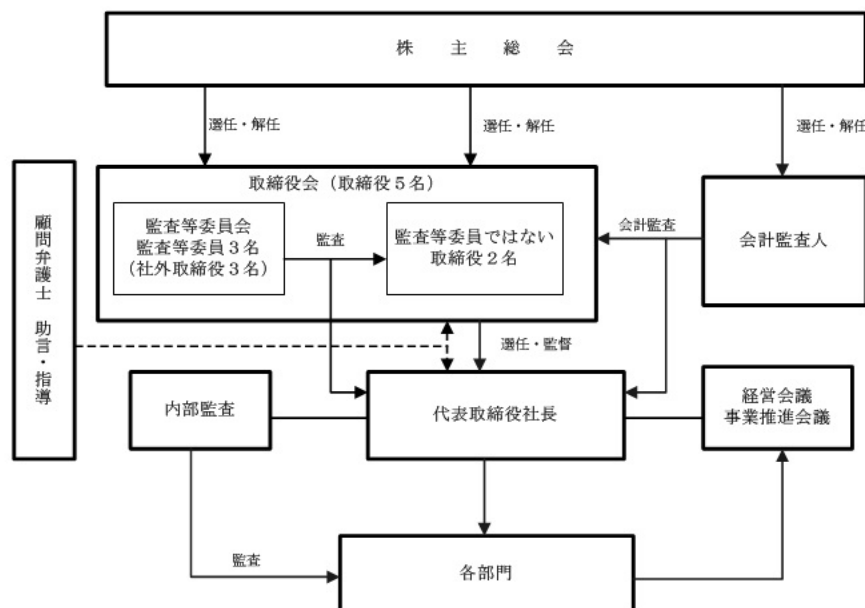 株 主 総 会
選任・解任
選任・解任
選任・解任
顧問弁護士 助言・指導
取締役会（取締役５名）
監査等委員会
監査等委員３名
（社外取締役３名）
監査
監査等委員ではない
取締役２名
会計監査
会計監査人
選任・監督
内部監査
代表取締役社長
経営会議
事業推進会議
監査
各部門